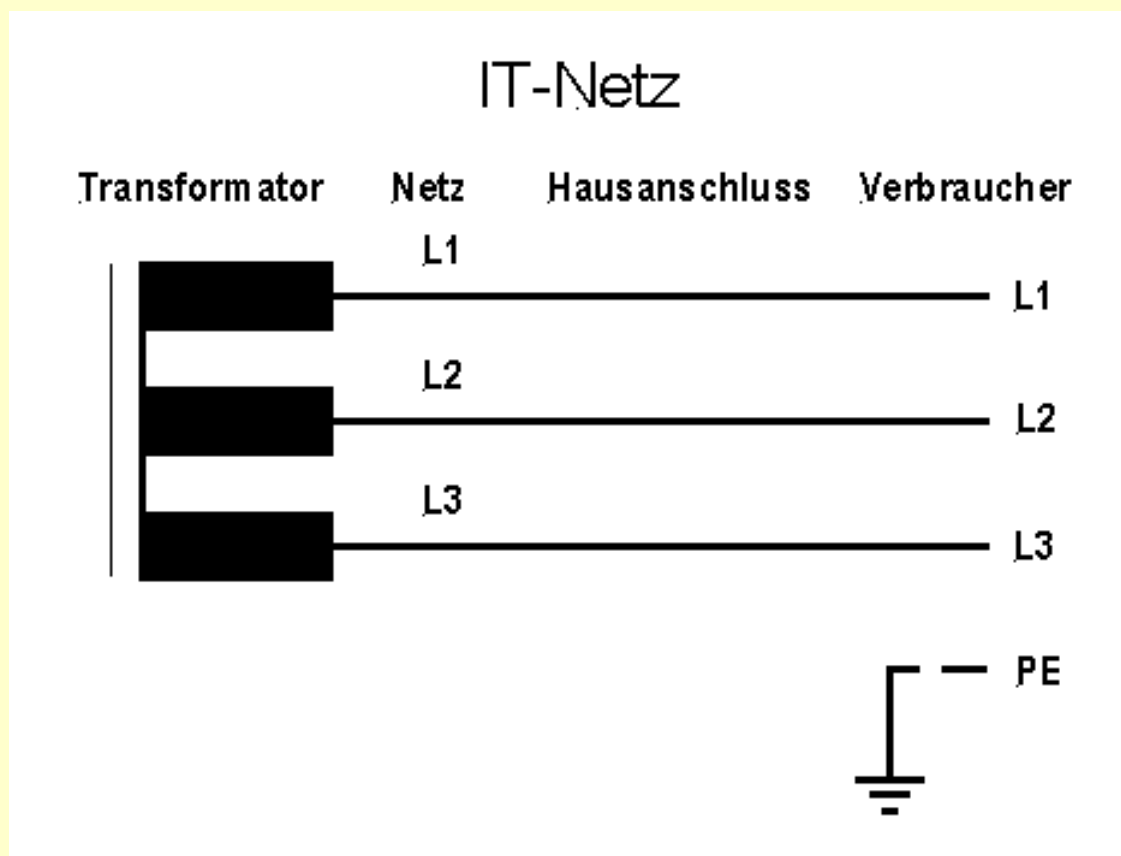 IT-Netz
Transformator Netz Hausanschluss Verbraucher
L1
L1
L2
L2
L3
L3
PE